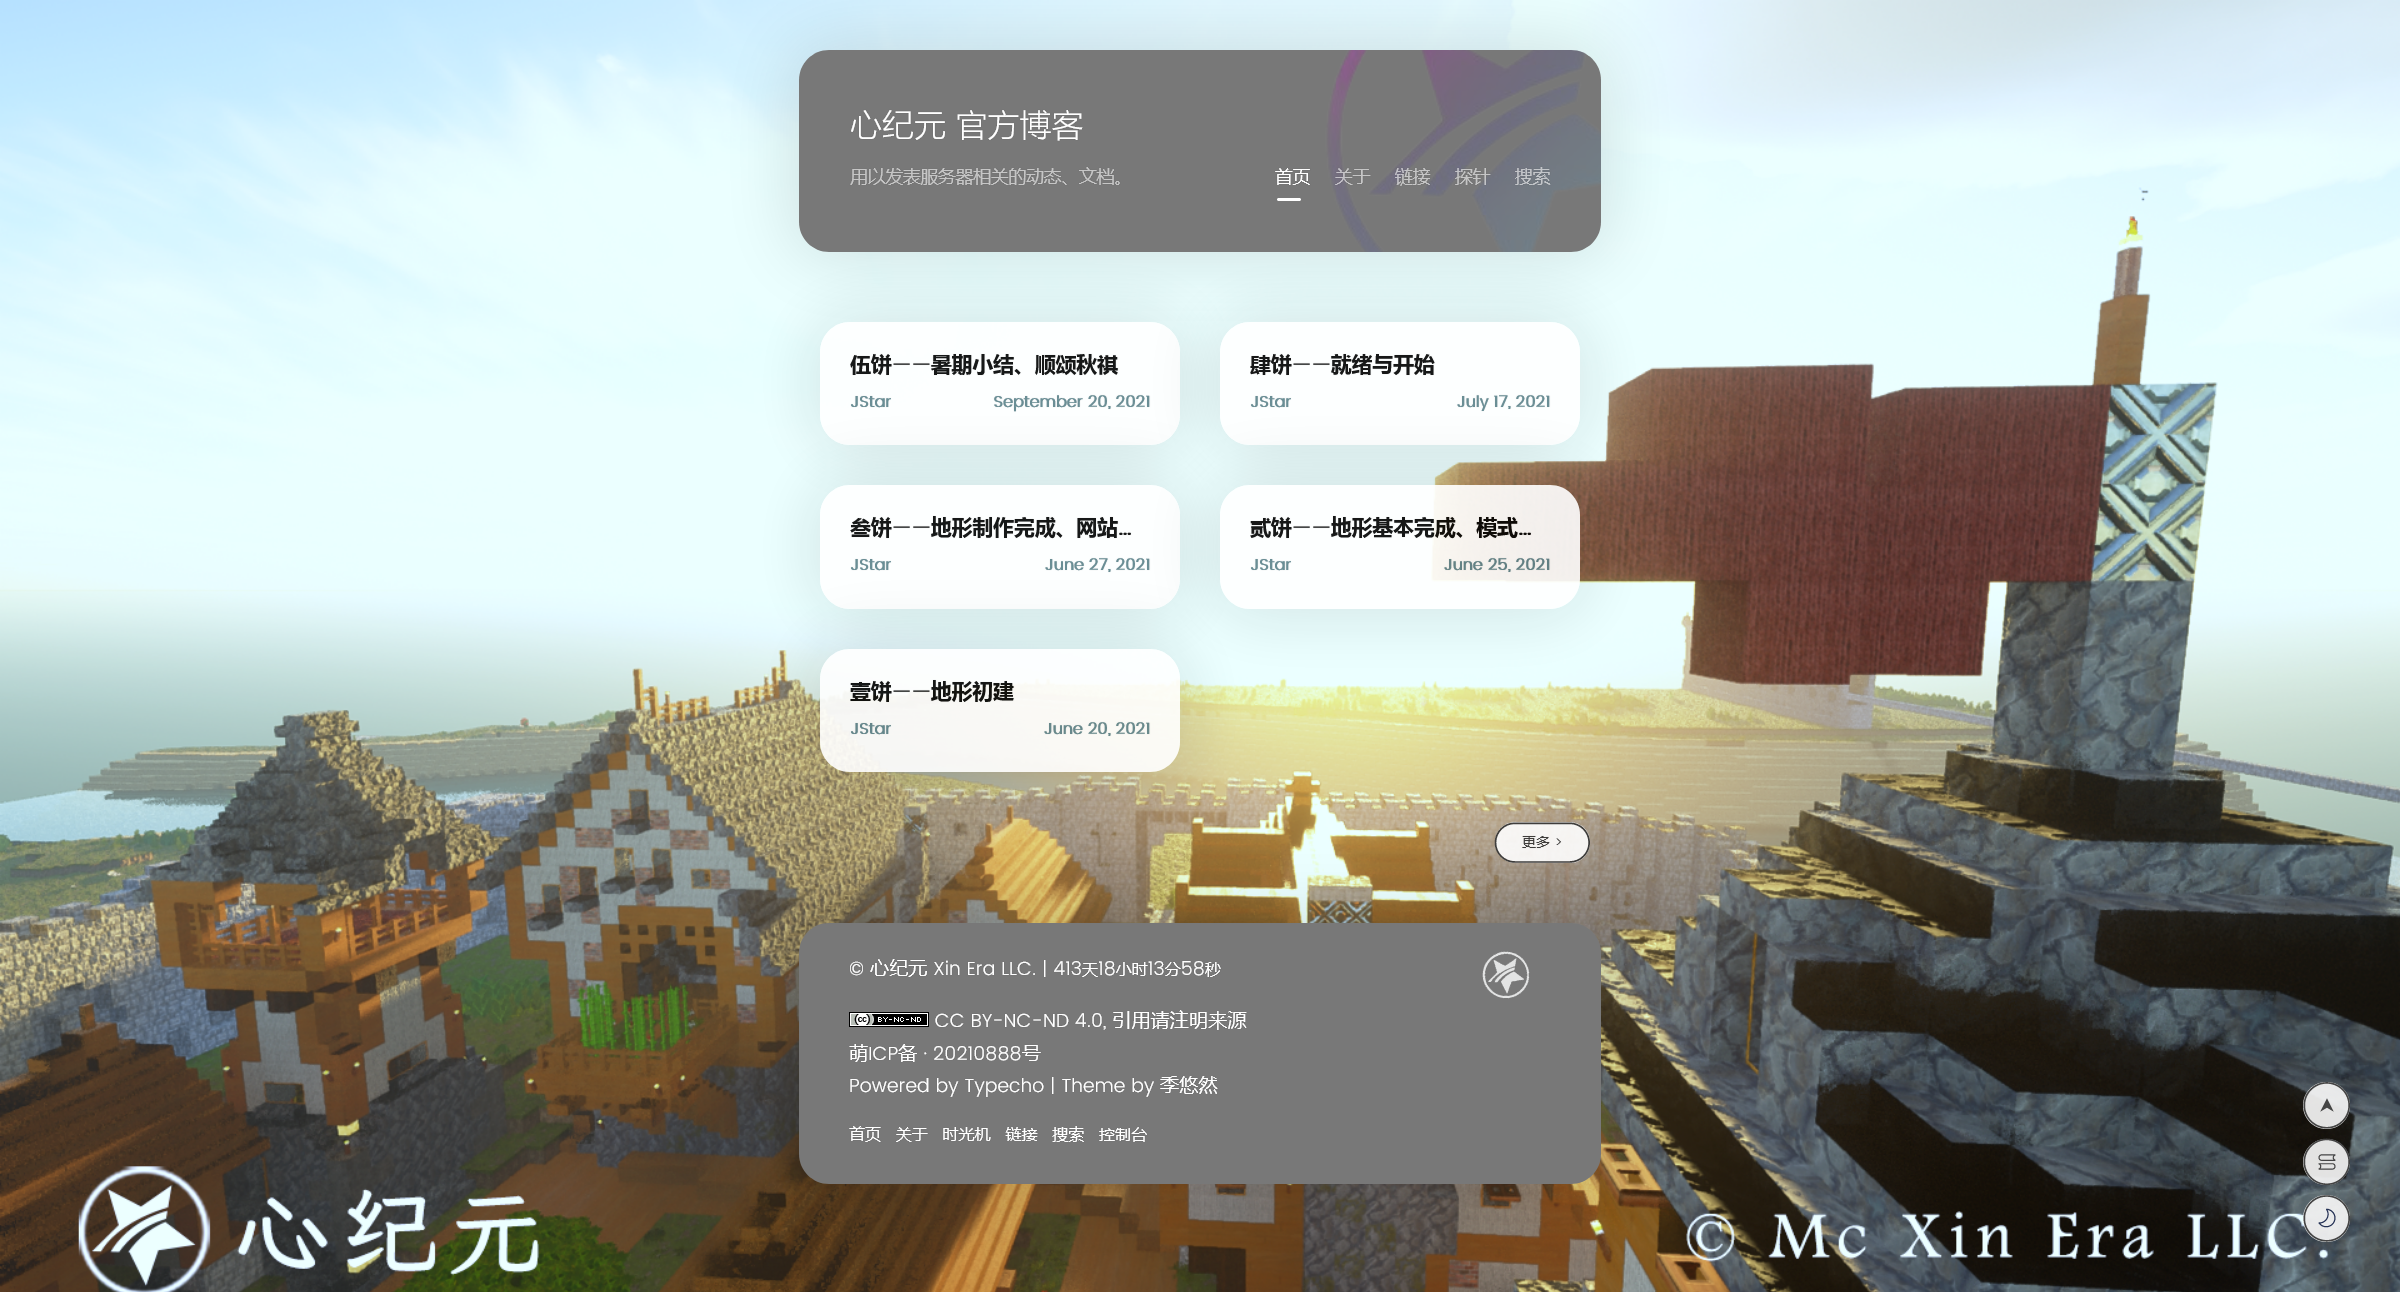 心纪元 官方博客
用以发表服务器相关的动态、文档。
首页 关于 链接 探针 搜索
伍饼——暑期小结、顺颂秋祺
JStar September 20, 2021
肆饼——就绪与开始
JStar July 17, 2021
叁饼——地形制作完成、网站...
JStar June 27, 2021
贰饼——地形基本完成、模式...
JStar June 25, 2021
壹饼——地形初建
JStar June 20, 2021
更多 >
© 心纪元 Xin Era LLC. | 413天18小时13分58秒
cc BY-NC-ND CC BY-NC-ND 4.0, 引用请注明来源
萌ICP备 · 20210888号
Powered by Typecho | Theme by 季悠然
首页 关于 时光机 链接 搜索 控制台
心纪元
© Mc Xin Era LLC.